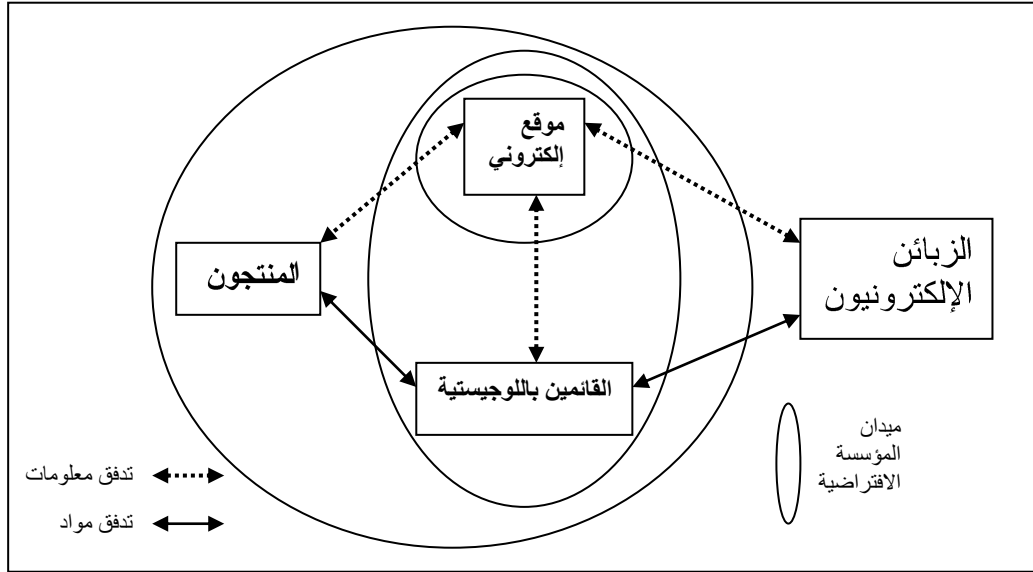 موقع
إلكتروني
الزبائن
الإلكترونيون
المنتجون
القائمين باللوجيستية
ميدان
المؤسسة
الافتراضية
تدفق معلومات
تدفق مواد